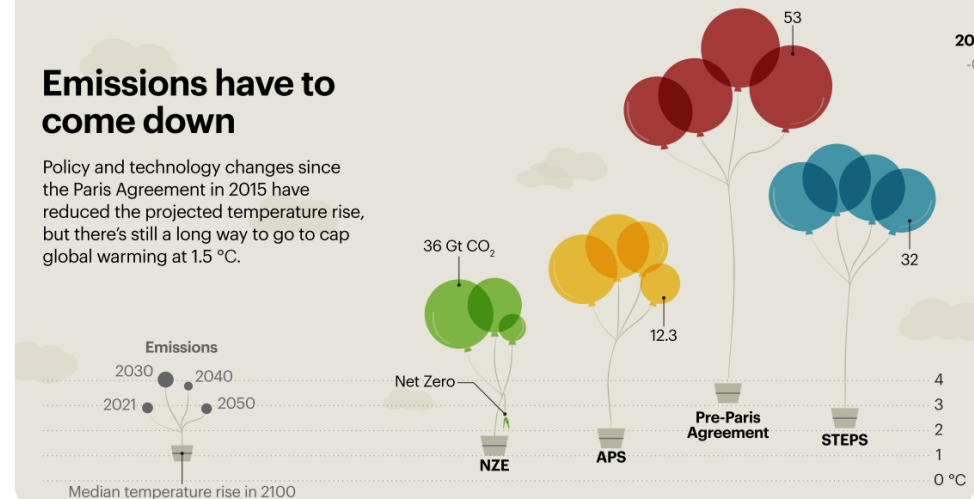 Emissions have to
come down
Policy and technology changes since
the Paris Agreement in 2015 have
reduced the projected temperature rise,
but there's still a long way to go to cap
global warming at 1.5 °C.
Emissions
2030
2040
2021
2050
Median temperature rise in 2100
36 Gt CO₂
Net Zero
NZE
12.3
APS
53
Pre-Paris
Agreement
32
STEPS
4
3
2
1
0 °C
20